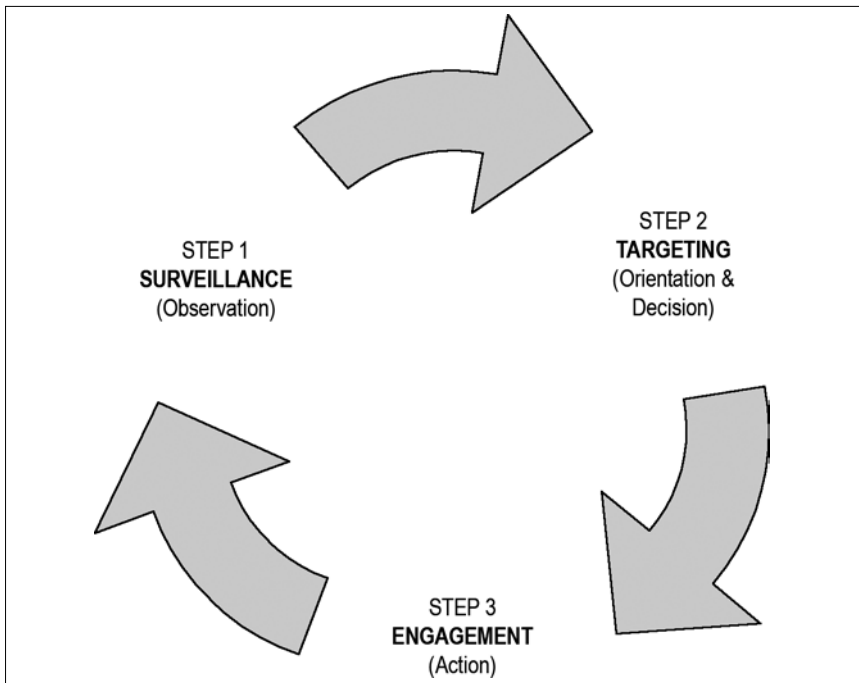 STEP 1
SURVEILLANCE
(Observation)
STEP 2
TARGETING
(Orientation &
Decision)
STEP 3
ENGAGEMENT
(Action)